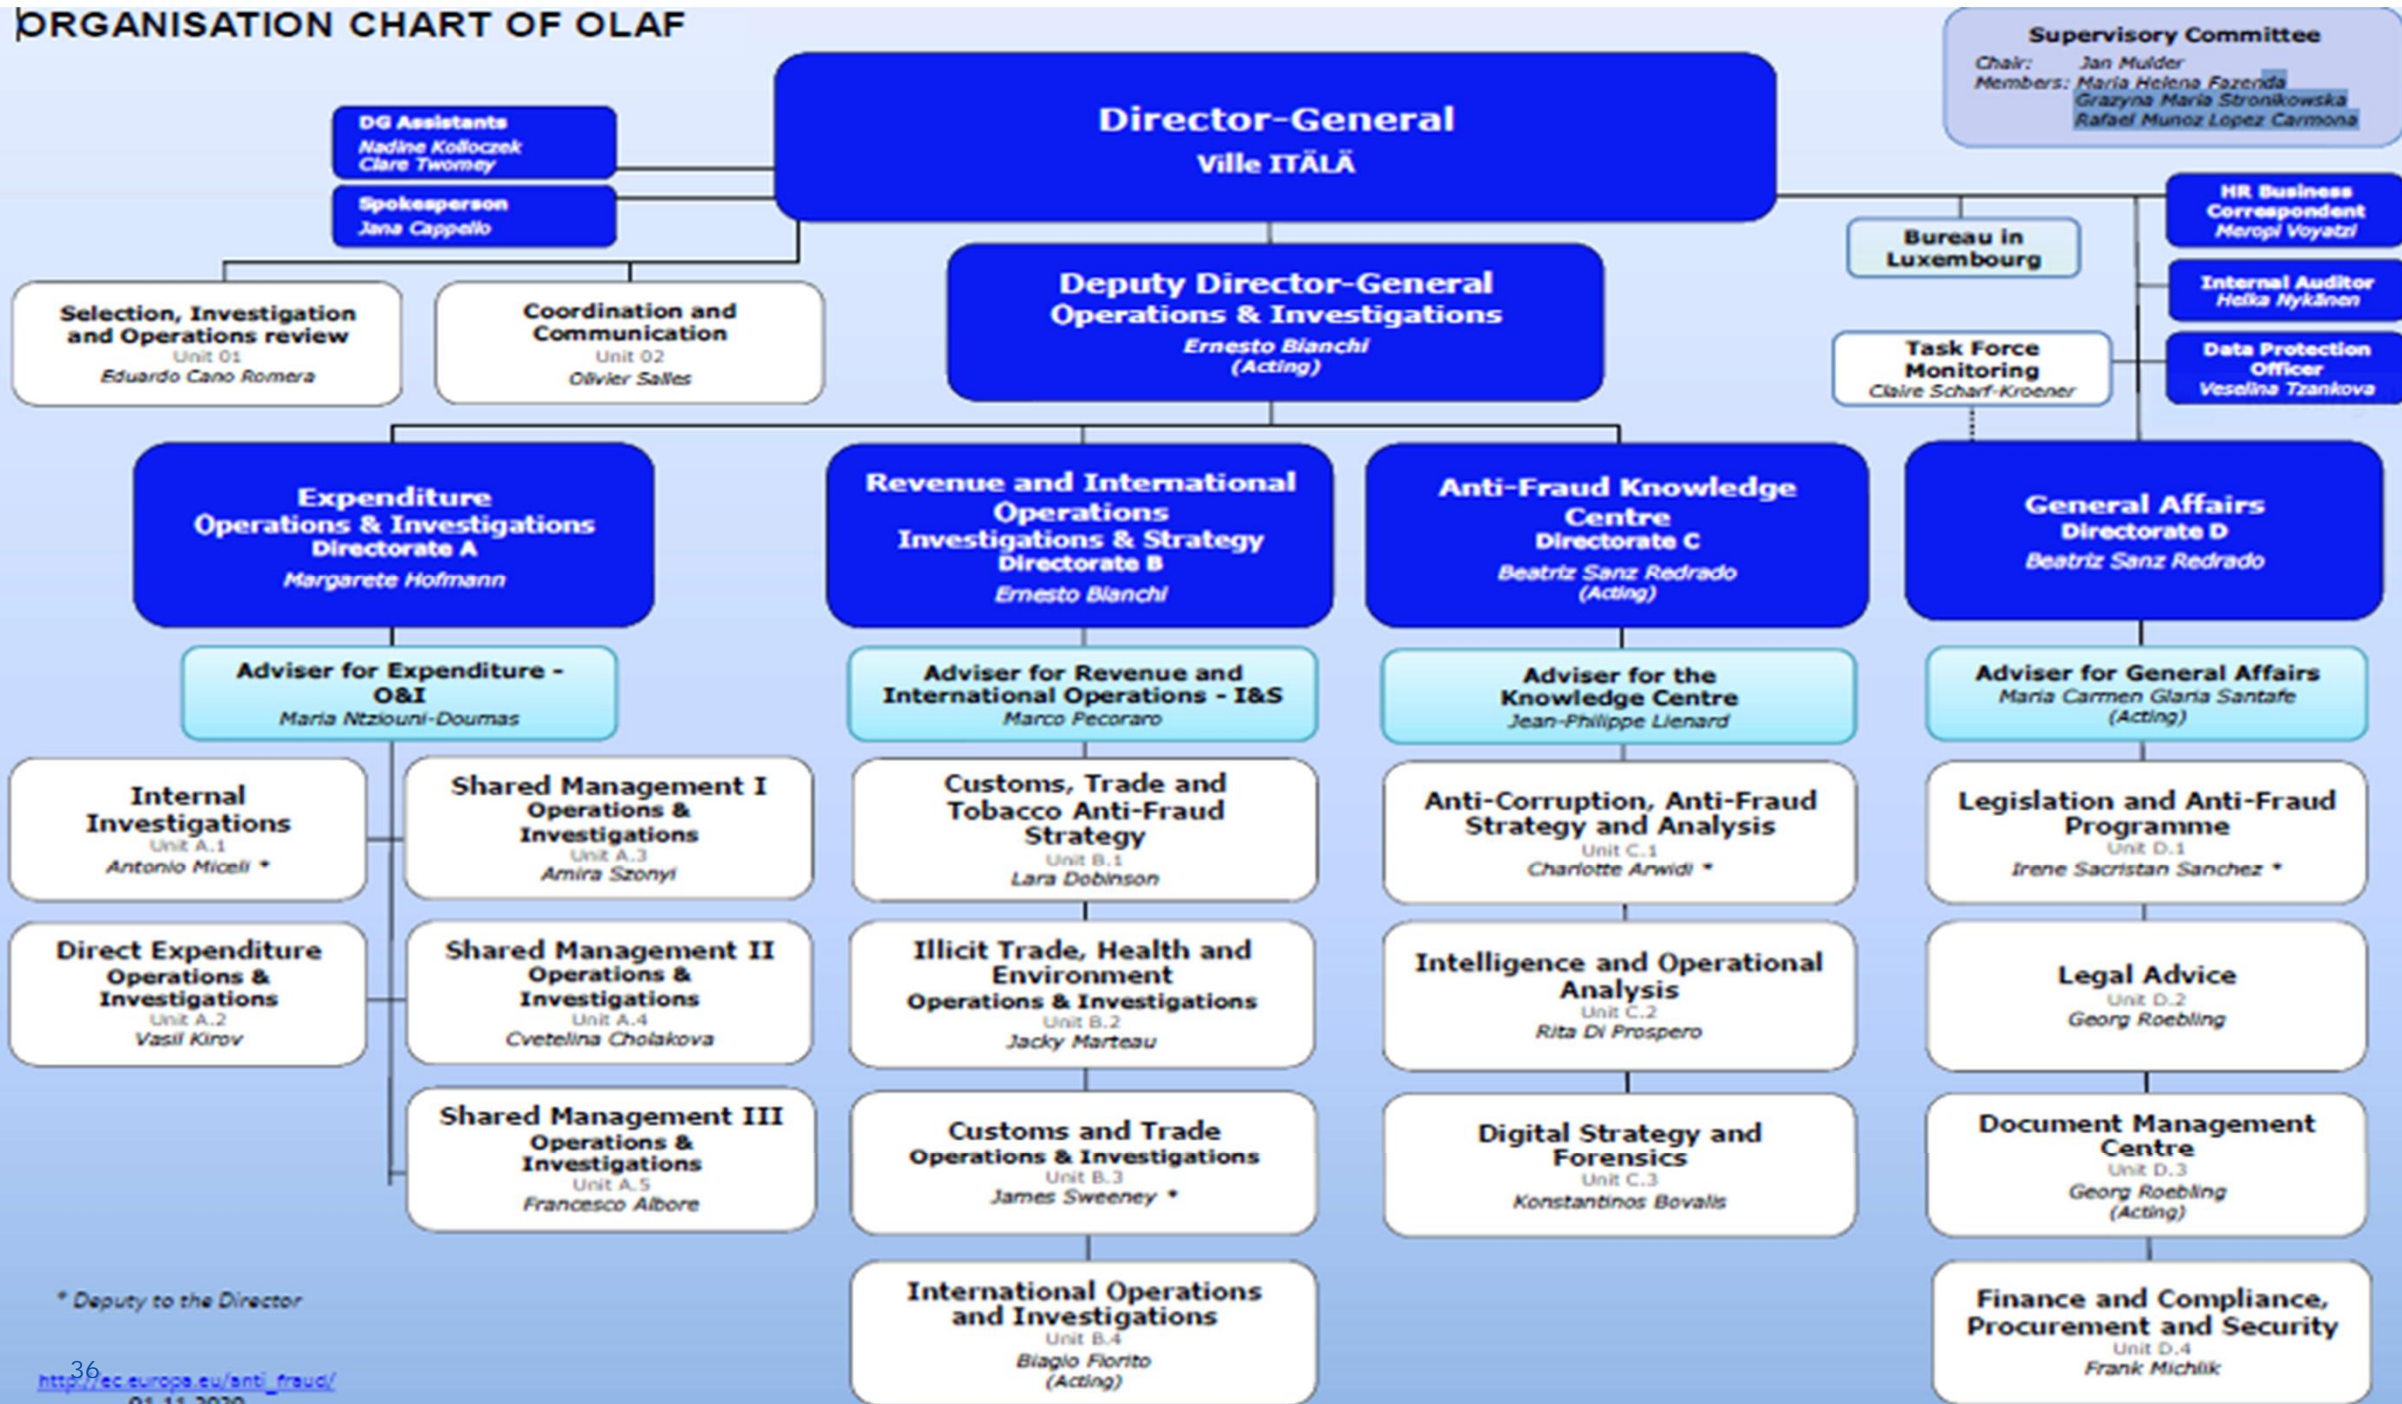 ORGANISATION CHART OF OLAF
Supervisory Committee
Chair: Jan Mulder
Members: Maria Helena Fazenda
Grazyna Maria Stronikowska
Rafael Munoz Lopez Carmona
Director-General
Ville ITÄLÄ
DG Assistants
Nadine Kolloczek
Clare Twomey
Spokesperson
Jana Cappello
HR Business
Correspondent
Meropi Voyatzi
Bureau in
Luxembourg
Internal Auditor
Helka Nykänen
Task Force
Monitoring
Claire Scharf-Kroener
Data Protection
Officer
Veselina Tzankova
Selection, Investigation
and Operations review
Unit 01
Eduardo Cano Romera
Coordination and
Communication
Unit 02
Olivier Salles
Deputy Director-General
Operations & Investigations
Ernesto Bianchi
(Acting)
Expenditure
Operations & Investigations
Directorate A
Margarete Hofmann
Revenue and International
Operations
Investigations & Strategy
Directorate B
Ernesto Bianchi
Anti-Fraud Knowledge
Centre
Directorate C
Beatriz Sanz Redrado
(Acting)
General Affairs
Directorate D
Beatriz Sanz Redrado
Adviser for Expenditure -
O&I
Maria Ntziouni-Doumas
Adviser for Revenue and
International Operations - I&S
Marco Pecoraro
Adviser for the
Knowledge Centre
Jean-Philippe Lienard
Adviser for General Affairs
Maria Carmen Glaria Santafe
(Acting)
Internal
Investigations
Unit A.1
Antonio Miceli *
Shared Management I
Operations &
Investigations
Unit A.3
Amira Szonyi
Customs, Trade and
Tobacco Anti-Fraud
Strategy
Unit B.1
Lara Dobinson
Anti-Corruption, Anti-Fraud
Strategy and Analysis
Unit C.1
Charlotte Arwidi *
Legislation and Anti-Fraud
Programme
Unit D.1
Irene Sacristan Sanchez *
Direct Expenditure
Operations &
Investigations
Unit A.2
Vasil Kirov
Shared Management II
Operations &
Investigations
Unit A.4
Cvetelina Cholakova
Illicit Trade, Health and
Environment
Operations & Investigations
Unit B.2
Jacky Marteau
Intelligence and Operational
Analysis
Unit C.2
Rita Di Prospero
Legal Advice
Unit D.2
Georg Roebling
Shared Management III
Operations &
Investigations
Unit A.5
Francesco Albore
Customs and Trade
Operations & Investigations
Unit B.3
James Sweeney *
Digital Strategy and
Forensics
Unit C.3
Konstantinos Bovalis
Document Management
Centre
Unit D.3
Georg Roebling
(Acting)
International Operations
and Investigations
Unit B.4
Biagio Fiorito
(Acting)
Finance and Compliance,
Procurement and Security
Unit D.4
Frank Michlik
* Deputy to the Director
36
http://ec.europa.eu/anti_fraud/
01.11.2020